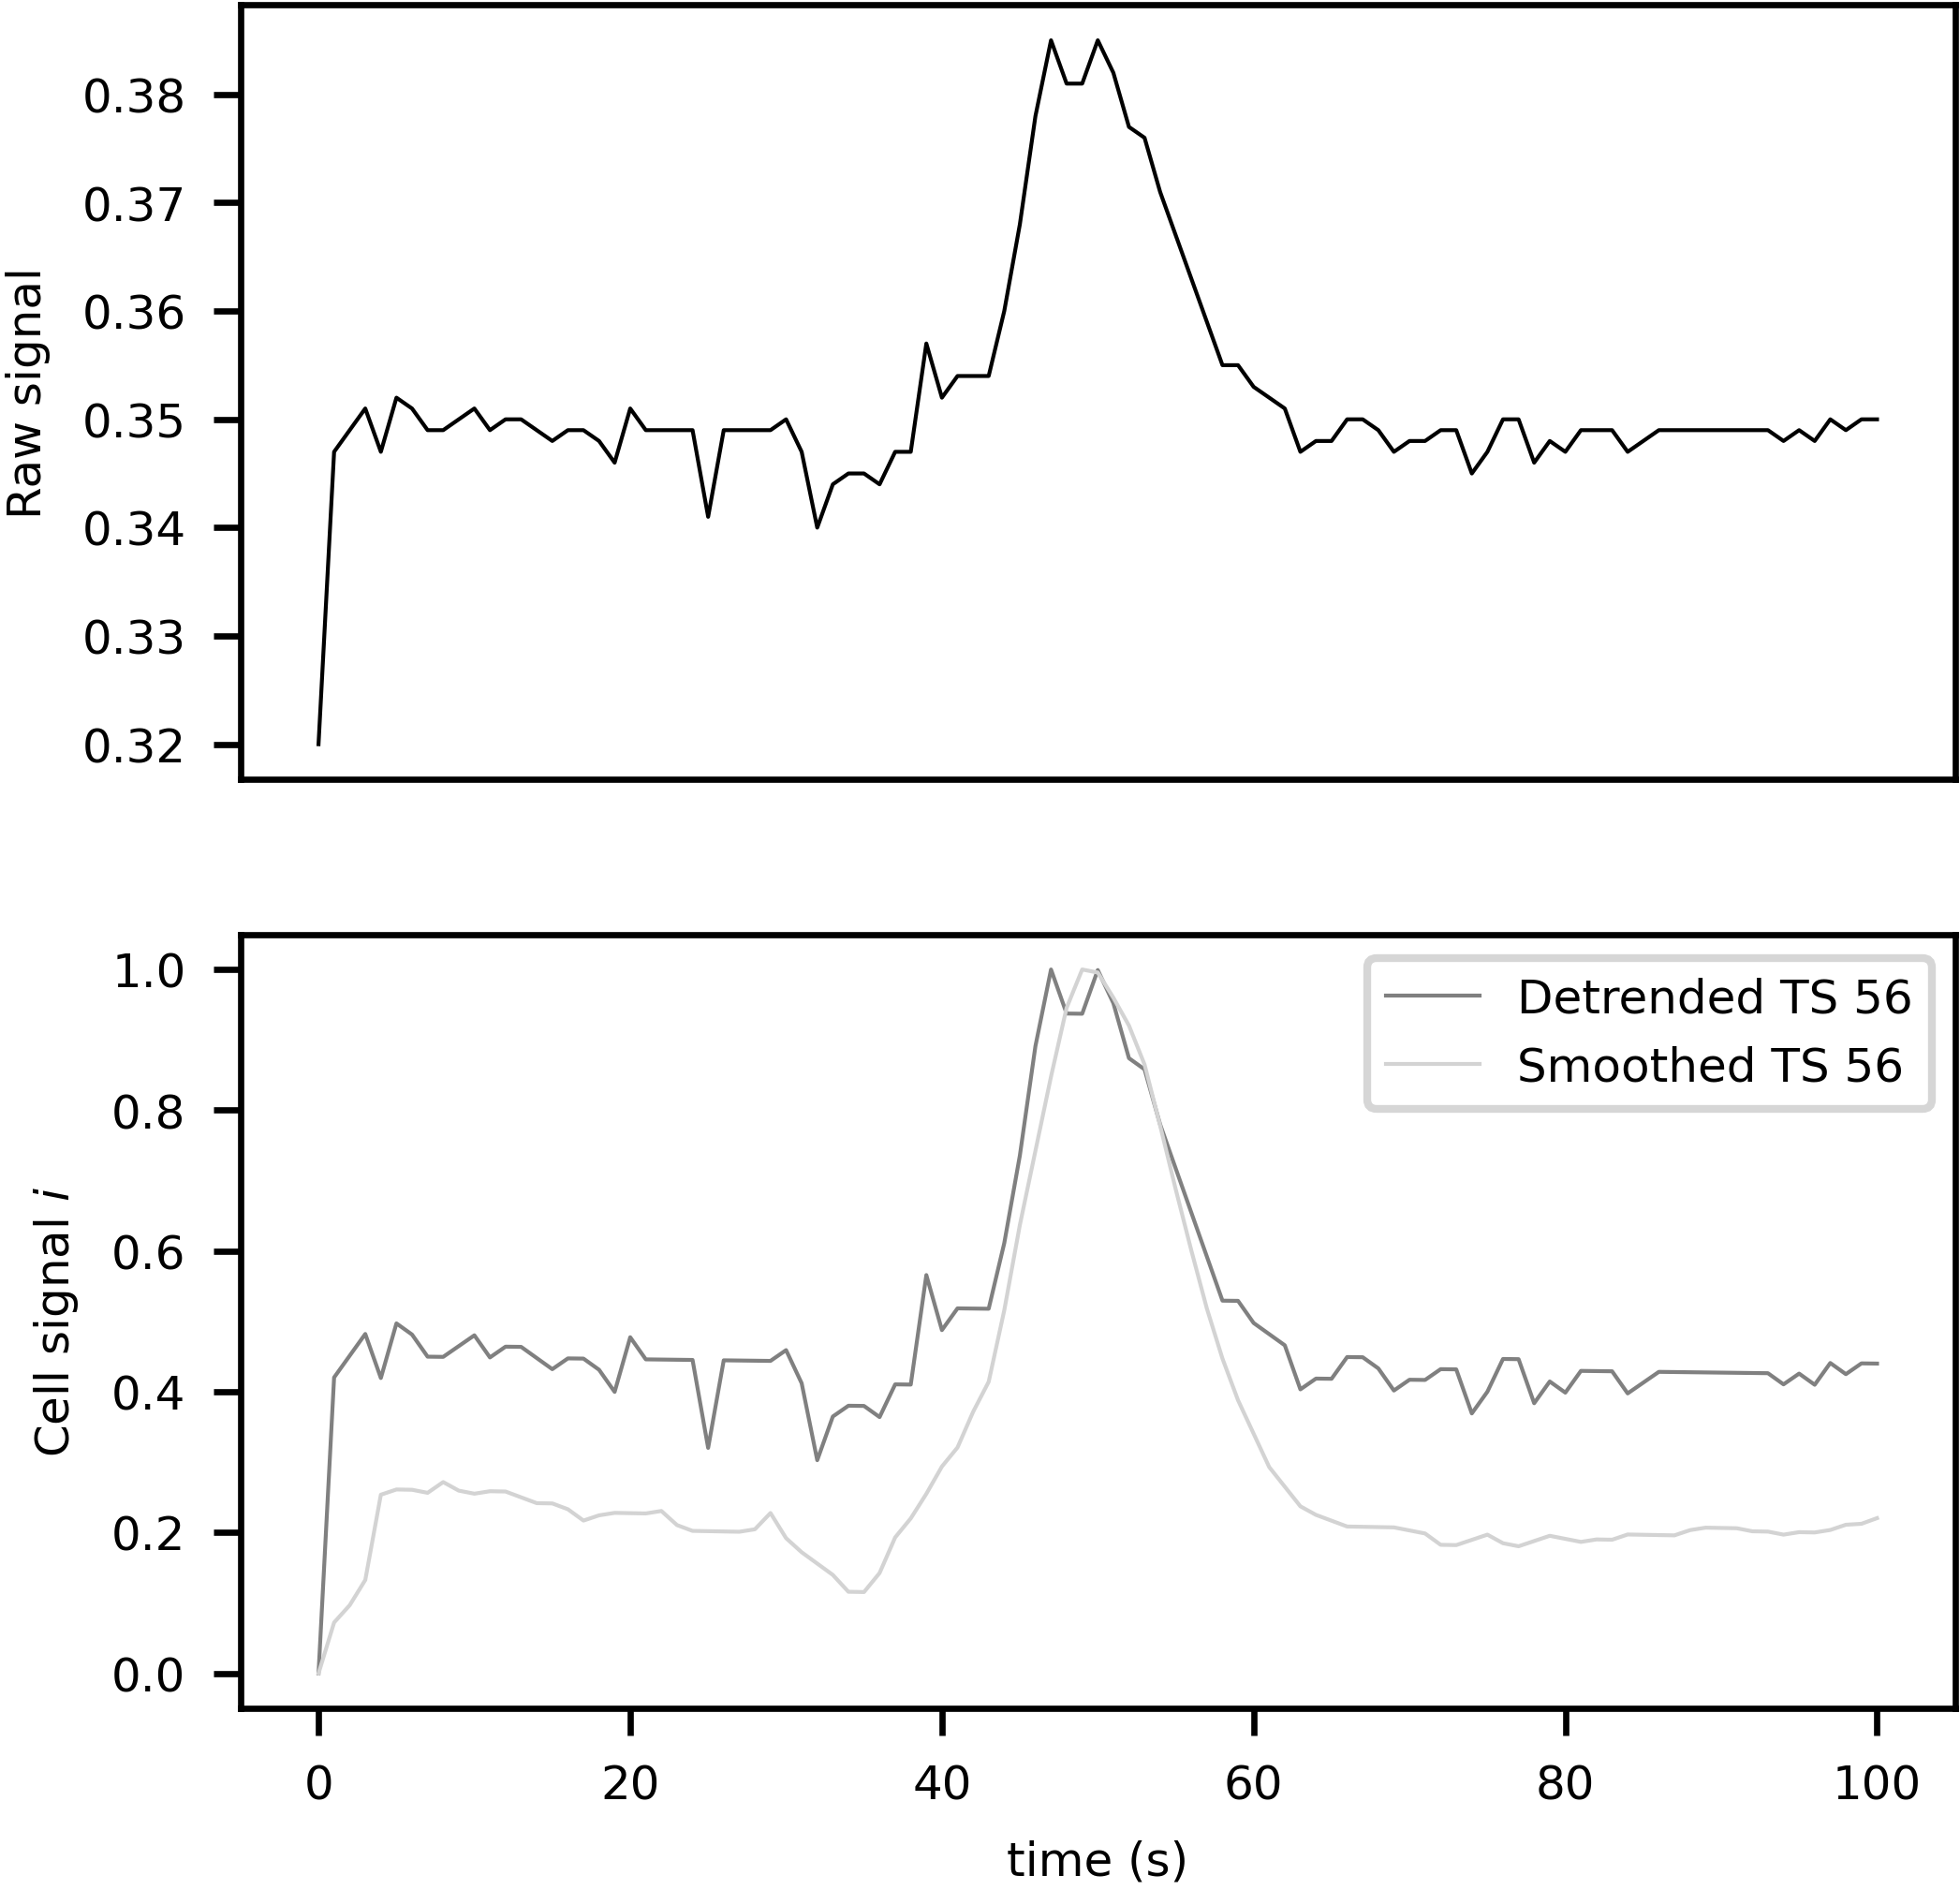 Raw signal
0.38
0.37
0.36
0.35
0.34
0.33
0.32
Cell signal i
1.0
0.8
0.6
0.4
0.2
0.0
Detrended TS 56
Smoothed TS 56
0 20 40 60 80 100
time (s)